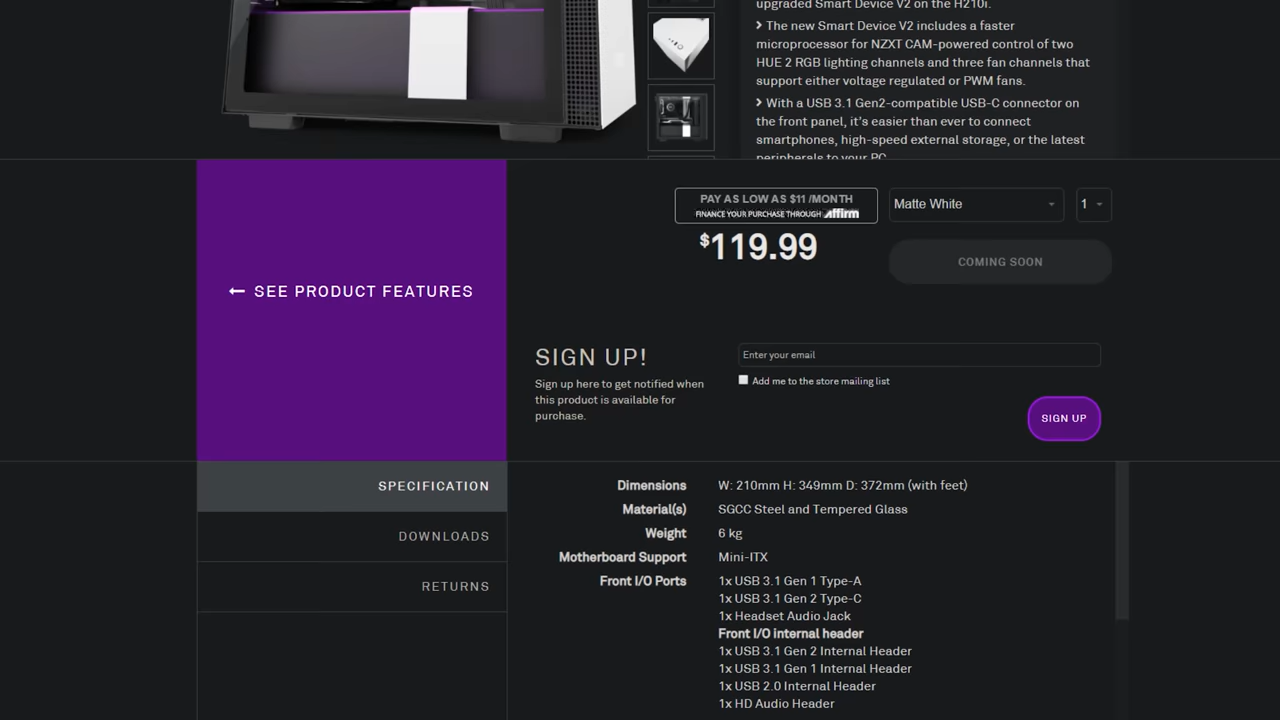 upgraded Smart Device V2 on the H210i.
The new Smart Device V2 includes a faster
microprocessor for NZXT CAM-powered control of two
HUE 2 RGB lighting channels and three fan channels that
support either voltage regulated or PWM fans.
With a USB 3.1 Gen2-compatible USB-C connector on
the front panel, it's easier than ever to connect
smartphones, high-speed external storage, or the latest
peripherals to your PC.
PAY AS LOW AS $11 /MONTH
FINANCE YOUR PURCHASE THROUGH affirm
Matte White
1
$119.99
COMING SOON
SEE PRODUCT FEATURES
SIGN UP!
Sign up here to get notified when
this product is available for
purchase.
Enter your email
Add me to the store mailing list
SIGN UP
SPECIFICATION
DOWNLOADS
RETURNS
Dimensions W: 210mm H: 349mm D: 372mm (with feet)
Material(s) SGCC Steel and Tempered Glass
Weight 6 kg
Motherboard Support Mini-ITX
Front I/O Ports 1x USB 3.1 Gen 1 Type-A
1x USB 3.1 Gen 2 Type-C
1x Headset Audio Jack
Front I/O internal header
1x USB 3.1 Gen 2 Internal Header
1x USB 3.1 Gen 1 Internal Header
1x USB 2.0 Internal Header
1x HD Audio Header